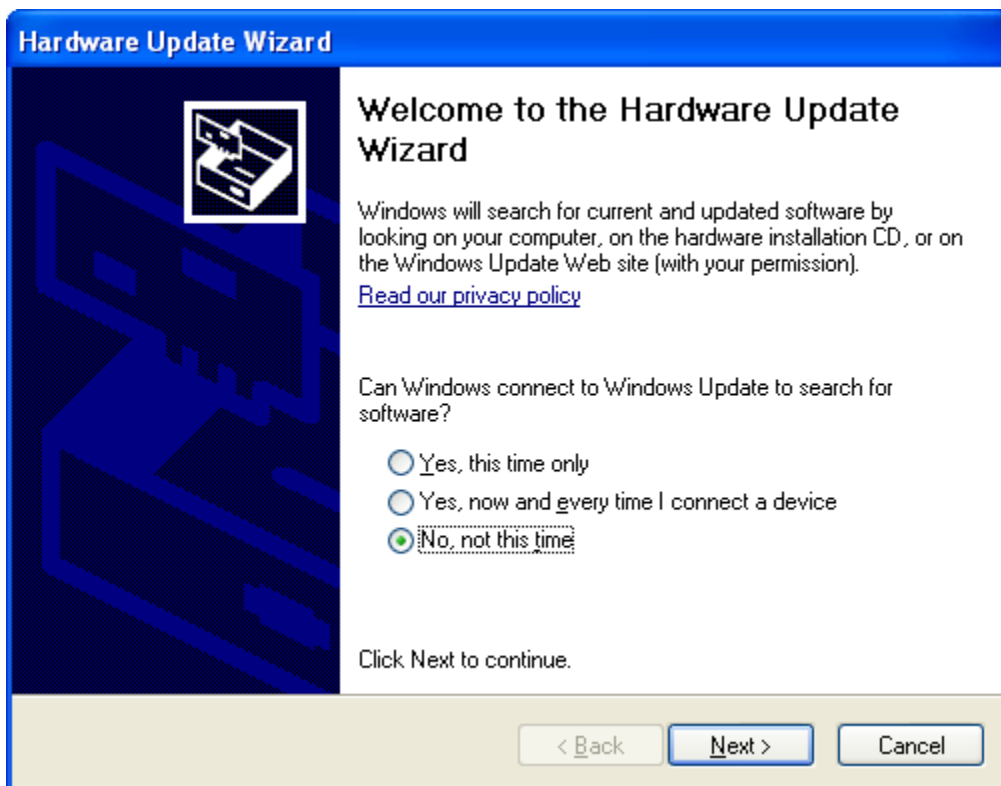 Hardware Update Wizard
Welcome to the Hardware Update
Wizard
Windows will search for current and updated software by
looking on your computer, on the hardware installation CD, or on
the Windows Update Web site (with your permission).
Read our privacy policy
Can Windows connect to Windows Update to search for
software?
Yes, this time only
Yes, now and every time I connect a device
No, not this time
Click Next to continue.
< Back Next > Cancel